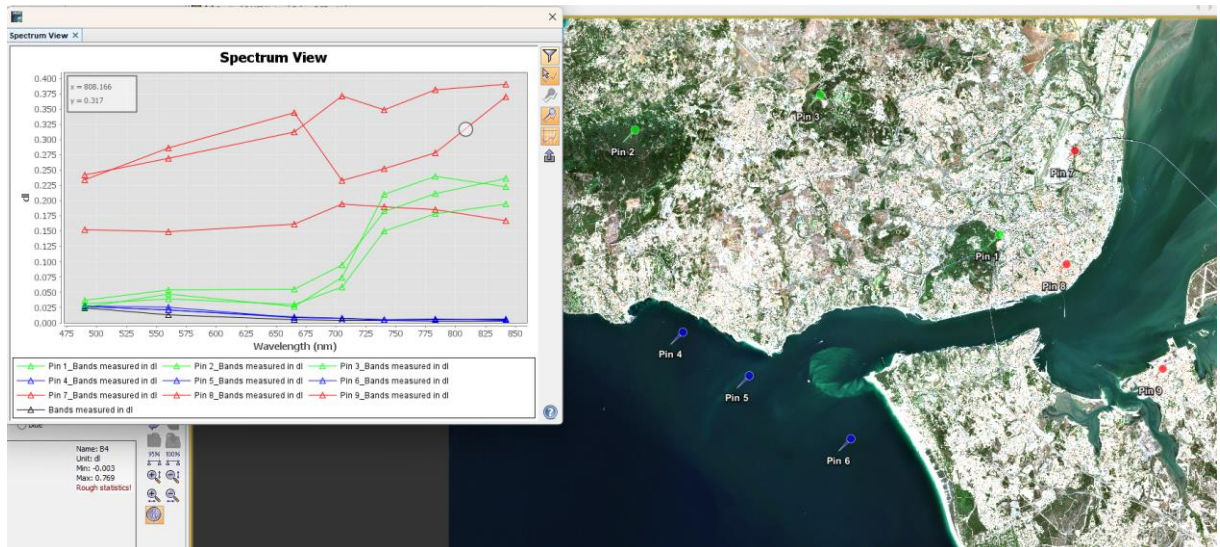 Spectrum View
Spectrum View
x = 808.166
y = 0.317
0.400
0.375
0.350
0.325
0.300
0.275
0.250
0.225
0.200
0.175
0.150
0.125
0.100
0.075
0.050
0.025
0.000
dl
475 500 525 550 575 600 625 650 675 700 725 750 775 800 825 850
Wavelength (nm)
Pin 1_Bands measured in dl Pin 2_Bands measured in dl Pin 3_Bands measured in dl
Pin 4_Bands measured in dl Pin 5_Bands measured in dl Pin 6_Bands measured in dl
Pin 7_Bands measured in dl Pin 8_Bands measured in dl Pin 9_Bands measured in dl
Bands measured in dl
Name: B4
Unit: dl
Min: -0.003
Max: 0.769
Rough statistics!
95% 100%
Pin 3
Pin 2
Pin 7
Pin 1
Pin 8
Pin 4
Pin 5
Pin 9
Pin 6